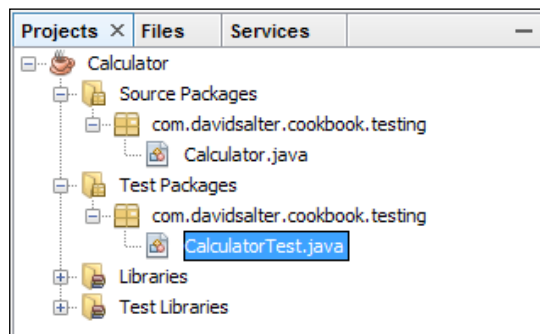 Projects Files Services
Calculator
Source Packages
com.davidsalter.cookbook.testing
Calculator.java
Test Packages
com.davidsalter.cookbook.testing
CalculatorTest.java
Libraries
Test Libraries